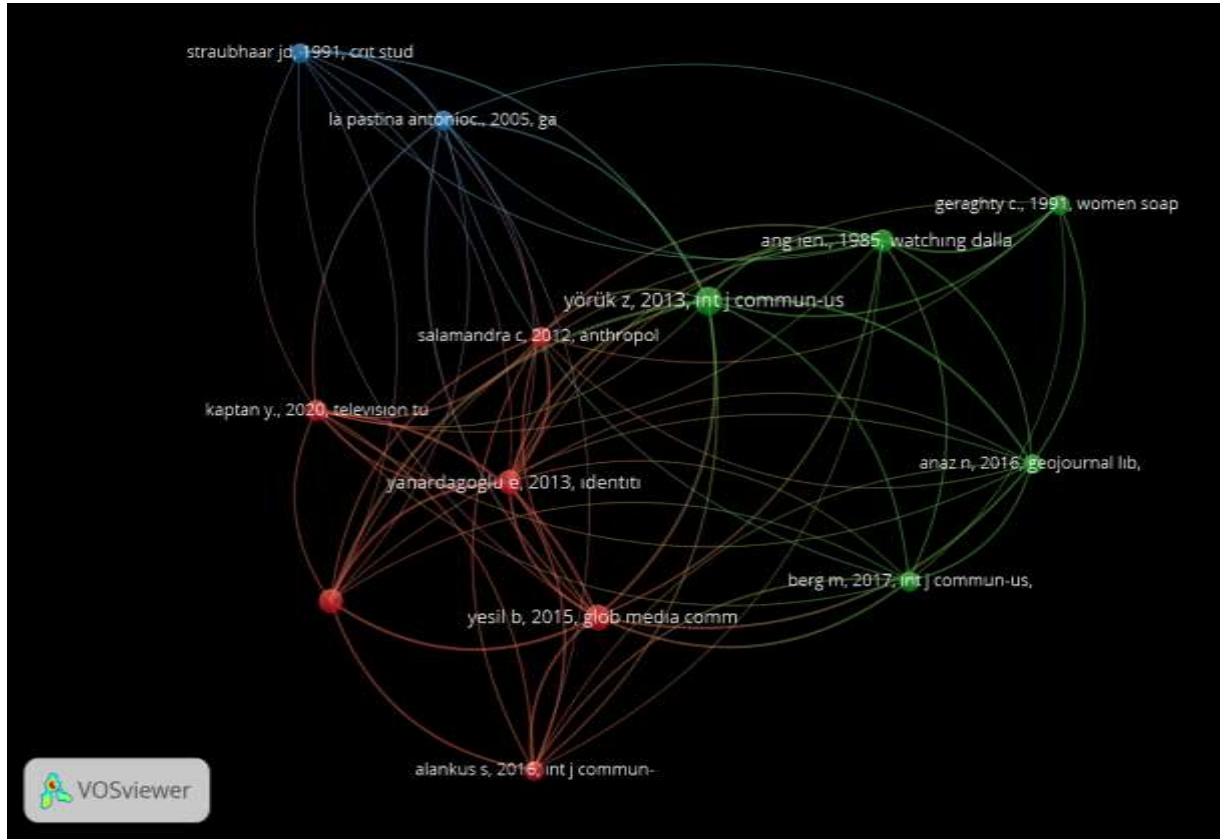 straubhaar jd, 1991, crit stud
la pastina antonioc., 2005, ga
geraghty c., 1991, women soap
ang ien., 1985, watching dalla
yörük z, 2013, int j commun-us
salamandra c, 2012, anthropol
kaptan y., 2020, television tu
anaz n, 2016, geojournal lib,
yanardagoglu e, 2013, identiti
berg m, 2017, int j commun-us,
yesil b, 2015, glob media comm
alankus s, 2016, int j commun-
VOSviewer